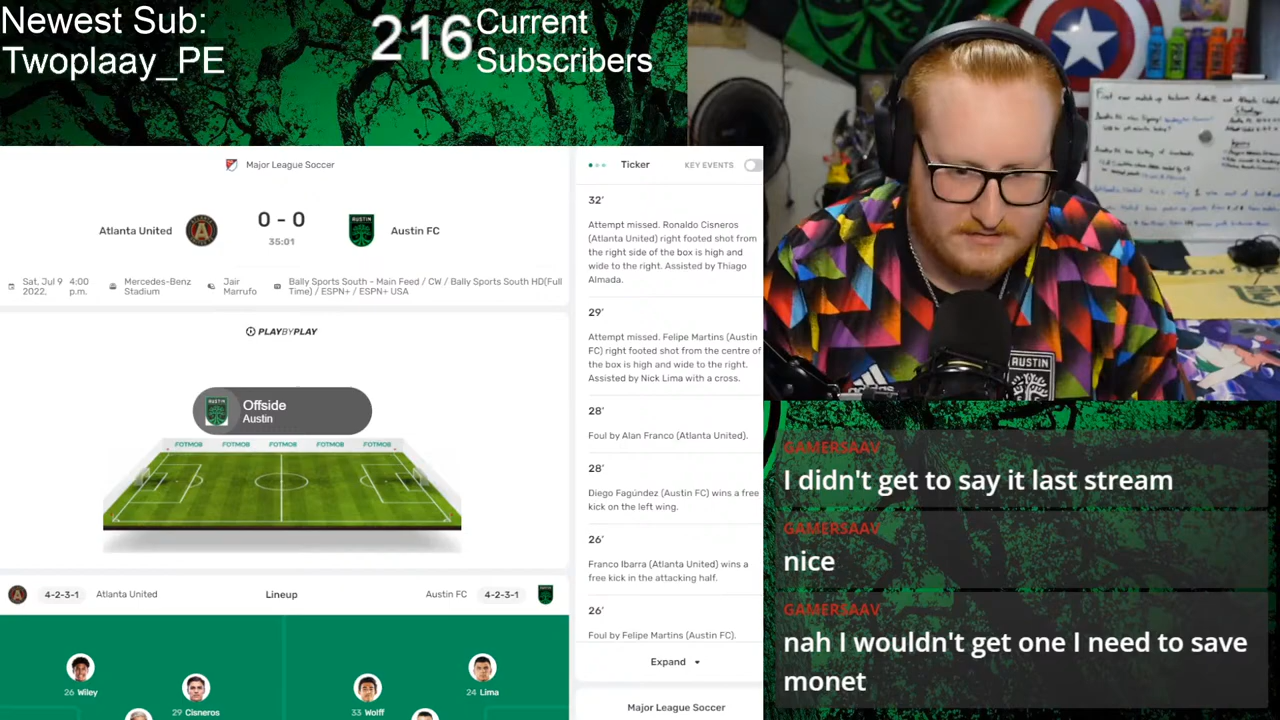 Newest Sub:
Twoplaay_PE
216
Current
Subscribers
Major League Soccer
Atlanta United
0 - 0
35:01
AUSTIN
Austin FC
Sat, Jul 9
2022,
4:00
p.m.
Mercedes-Benz
Stadium
Jair
Marrufo
Bally Sports South - Main Feed / CW / Bally Sports South HD(Full
Time) / ESPN+ / ESPN USA
PLAYBYPLAY
Offside
Austin
FOTMOB FOTMOB FOTMOB FOTMOB FOTMOB
4-2-3-1 Atlanta United Lineup Austin FC 4-2-3-1
26 Wiley
29 Cisneros
33 Wolff
24 Lima
Ticker KEY EVENTS
32'
Attempt missed. Ronaldo Cisneros
(Atlanta United) right footed shot from
the right side of the box is high and
wide to the right. Assisted by Thiago
Almada.
29'
Attempt missed. Felipe Martins (Austin
FC) right footed shot from the centre of
the box is high and wide to the right.
Assisted by Nick Lima with a cross.
28'
Foul by Alan Franco (Atlanta United).
28'
Diego Fagúndez (Austin FC) wins a free
kick on the left wing.
26'
Franco Ibarra (Atlanta United) wins a
free kick in the attacking half.
26'
Foul by Felipe Martins (Austin FC).
Expand
Major League Soccer
adidas
AUSTIN
GAMERSAAV
I didn't get to say it last stream
GAMERSAAV
nice
GAMERSAAV
nah I wouldn't get one I need to save
monet